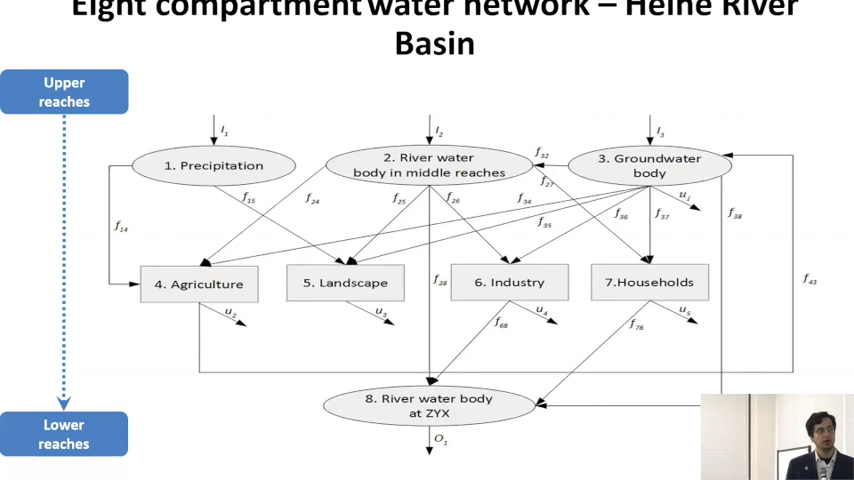 Eight compartment water network – Heihe River
Basin
Upper
reaches
I1
I2
I3
1. Precipitation
2. River water
body in middle reaches
f32
3. Groundwater
body
f27
f15
f24
f25
f26
f34
f35
f36
f37
u1
f38
f14
4. Agriculture
5. Landscape
6. Industry
7.Households
f28
f43
u2
u3
u4
u5
f68
f78
8. River water body
at ZYX
O1
Lower
reaches